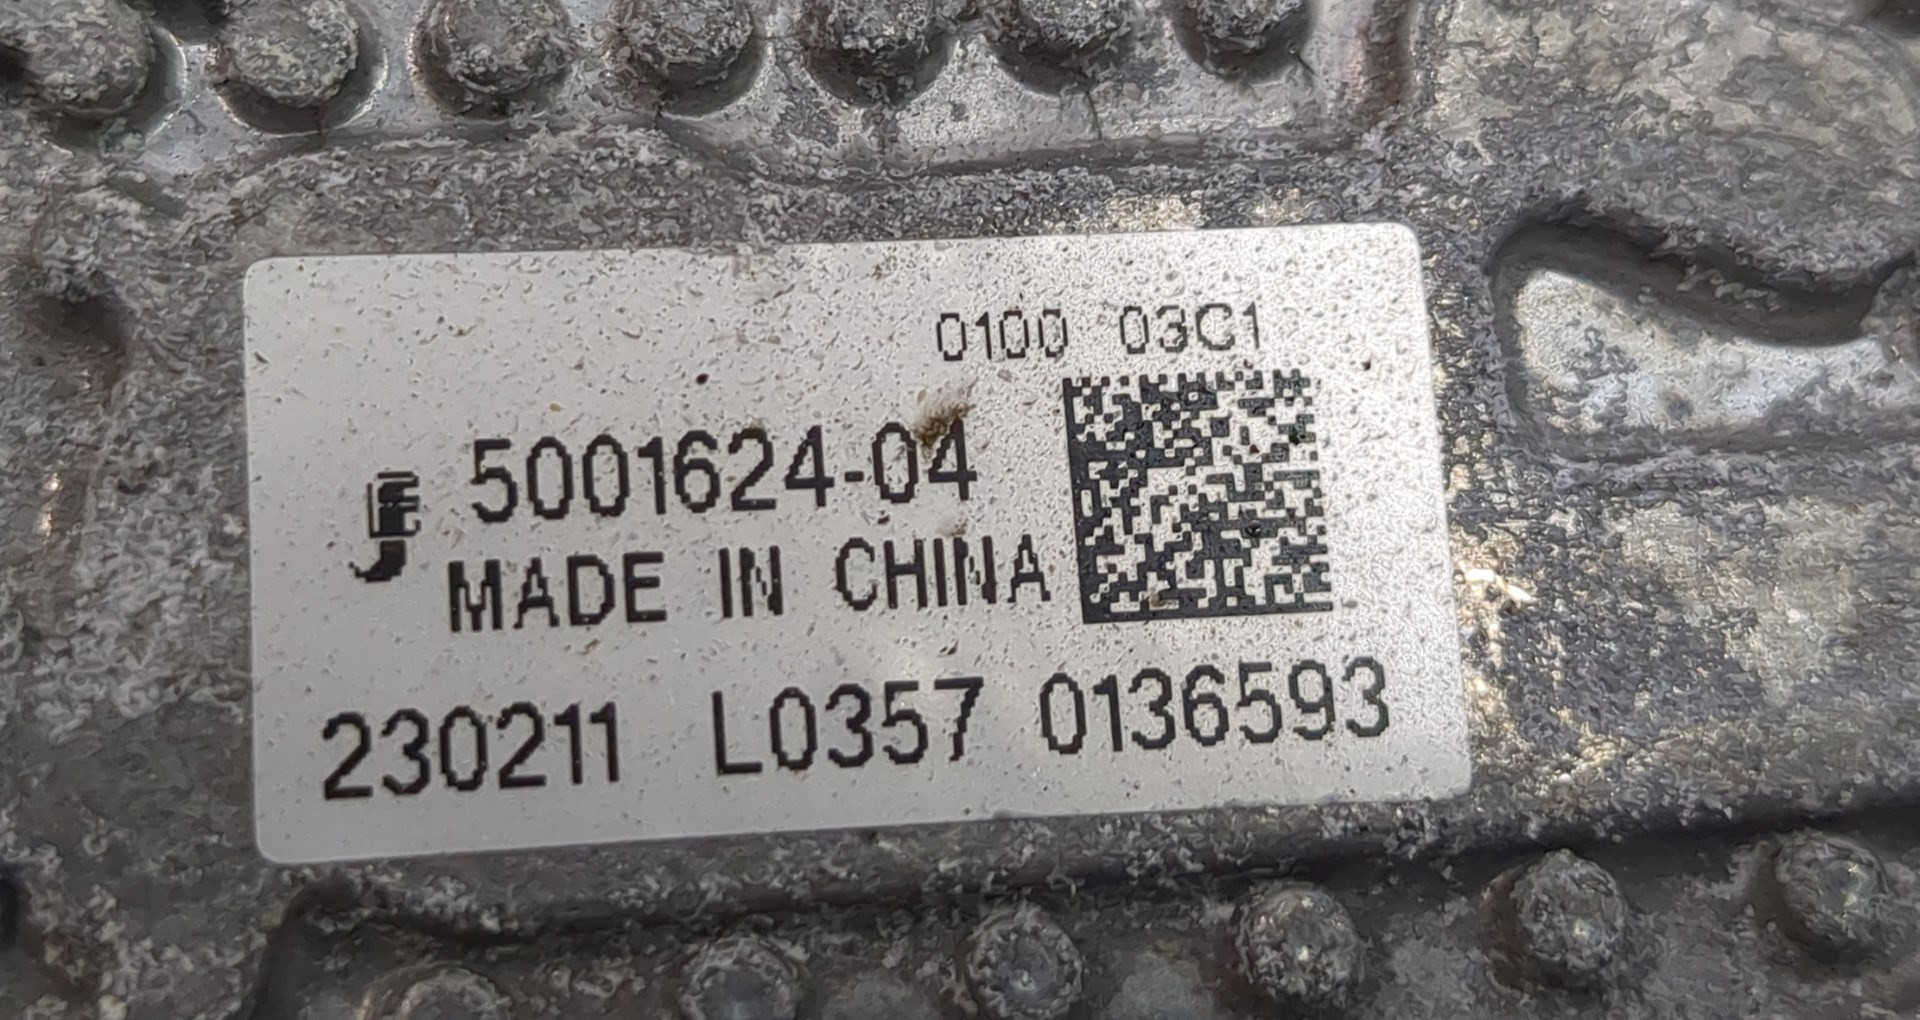 0100 03C1
5001624-04
MADE IN CHINA
230211 L0357 0136593